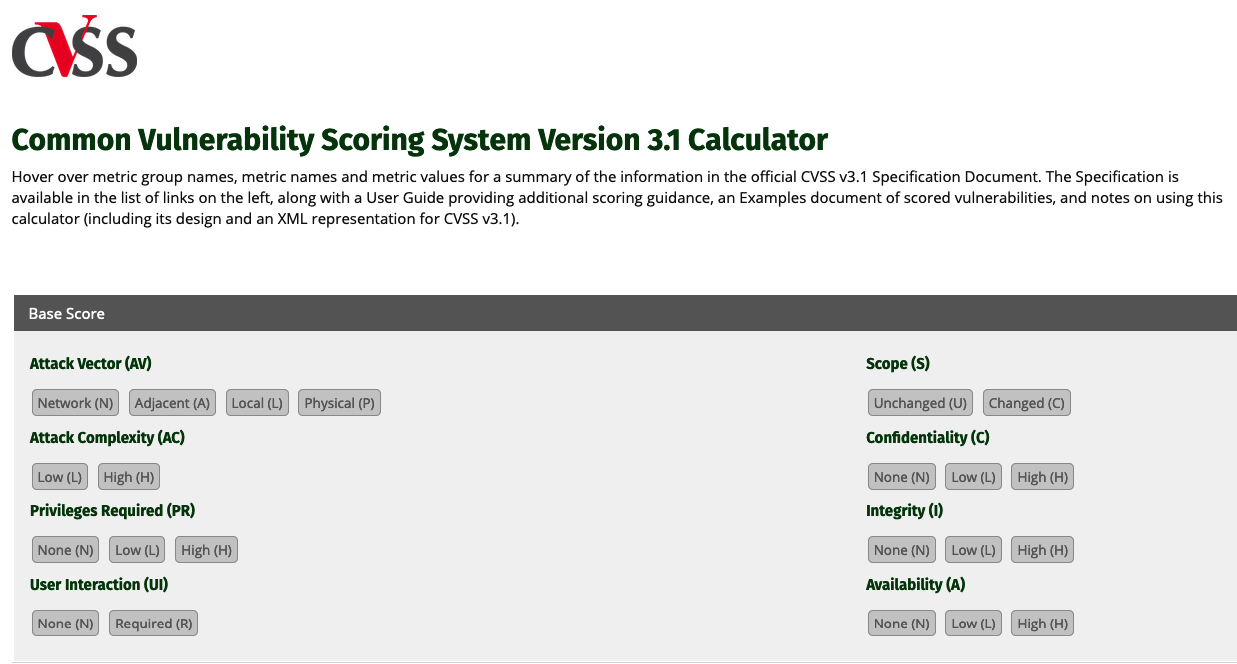 CVSS
Common Vulnerability Scoring System Version 3.1 Calculator
Hover over metric group names, metric names and metric values for a summary of the information in the official CVSS v3.1 Specification Document. The Specification is
available in the list of links on the left, along with a User Guide providing additional scoring guidance, an Examples document of scored vulnerabilities, and notes on using this
calculator (including its design and an XML representation for CVSS v3.1).
Base Score
Attack Vector (AV)
Network (N) Adjacent (A) Local (L) Physical (P)
Attack Complexity (AC)
Low (L) High (H)
Privileges Required (PR)
None (N) Low (L) High (H)
User Interaction (UI)
None (N) Required (R)
Scope (S)
Unchanged (U) Changed (C)
Confidentiality (C)
None (N) Low (L) High (H)
Integrity (I)
None (N) Low (L) High (H)
Availability (A)
None (N) Low (L) High (H)